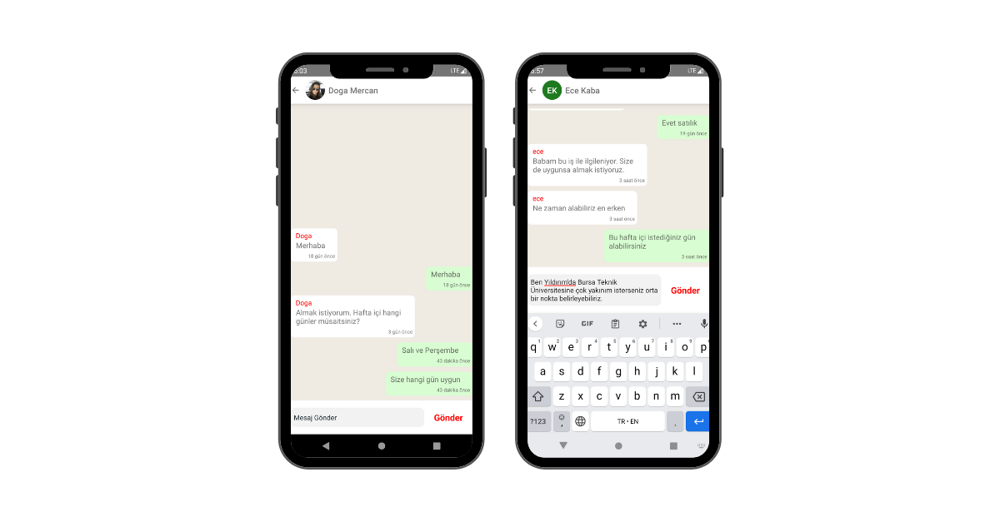 5:03
LTE
Doga Mercan
Doga
Merhaba
18 gün önce
Merhaba
18 gün önce
Doga
Almak istiyorum. Hafta içi hangi
günler müsaitsiniz?
3 gün önce
Salı ve Perşembe
43 dakika önce
Size hangi gün uygun
43 dakika önce
Mesaj Gönder
Gönder
:57
LTE
EK
Ece Kaba
Evet satılık
19 gün önce
ece
Babam bu iş ile ilgileniyor. Size
de uygunsa almak istiyoruz.
3 saat önce
ece
Ne zaman alabiliriz en erken
3 saat önce
Bu hafta içi istediğiniz gün
alabilirsiniz
3 saat önce
Ben Yıldırım'da Bursa Teknik
Üniversitesine çok yakınım isterseniz orta
bir nokta belirleyebiliriz.
Gönder
GIF
q1 w2 e3 r4 t5 y6 u7 i8 o9 p
a s d f g h j k l
z x c v b n m
?123 , TR • EN .